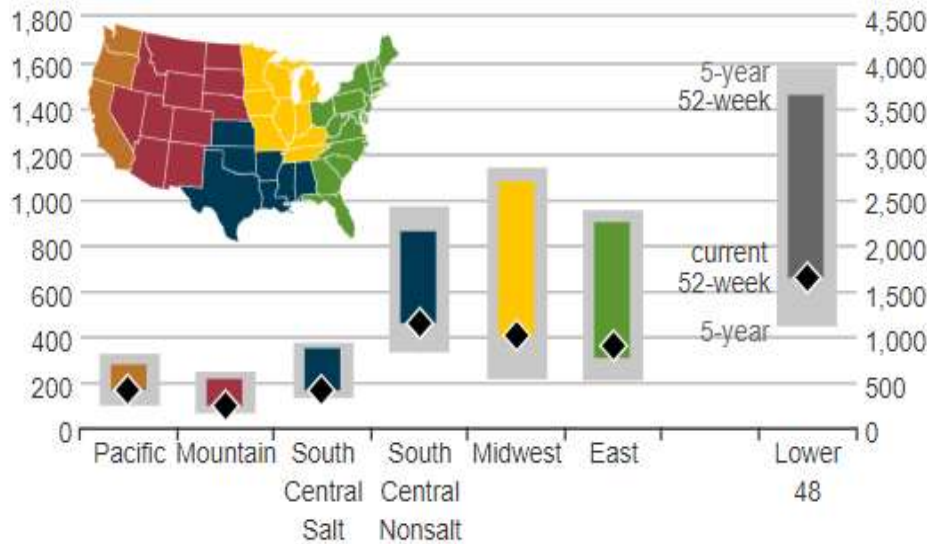 1,800
1,600
1,400
1,200
1,000
800
600
400
200
0
4,500
4,000
3,500
3,000
2,500
2,000
1,500
1,000
500
0
5-year
52-week
current
52-week
5-year
Pacific
Mountain
South
Central
Salt
South
Central
Nonsalt
Midwest
East
Lower
48